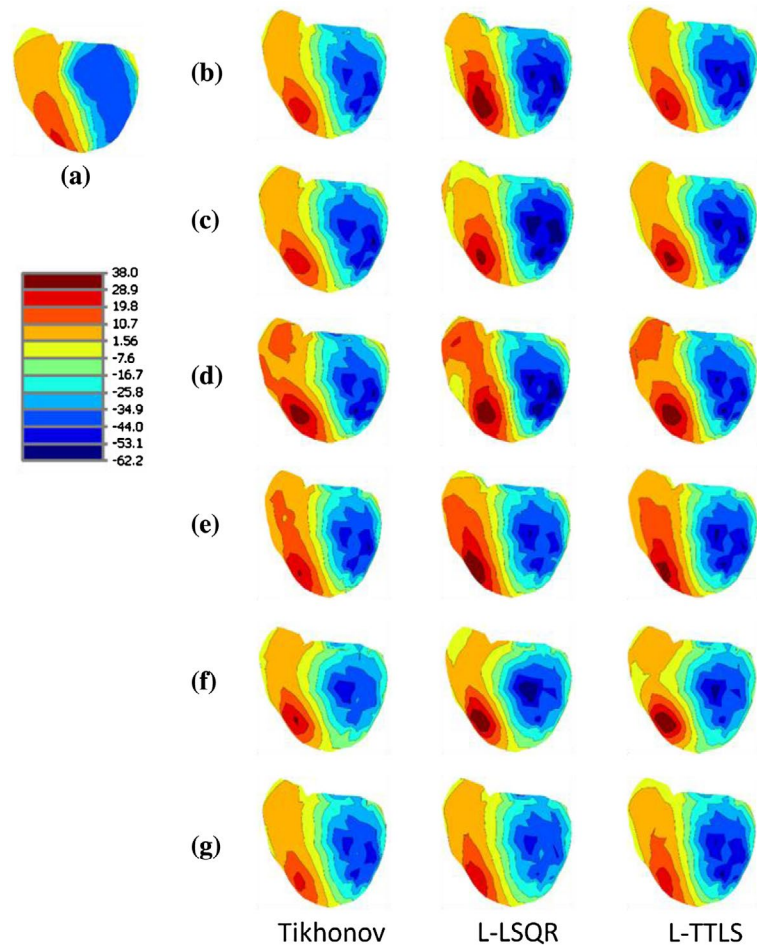 (a)
38.0
28.9
19.8
10.7
1.56
-7.6
-16.7
-25.8
-34.9
-44.0
-53.1
-62.2
(b)
(c)
(d)
(e)
(f)
(g)
Tikhonov L-LSQR L-TTLS